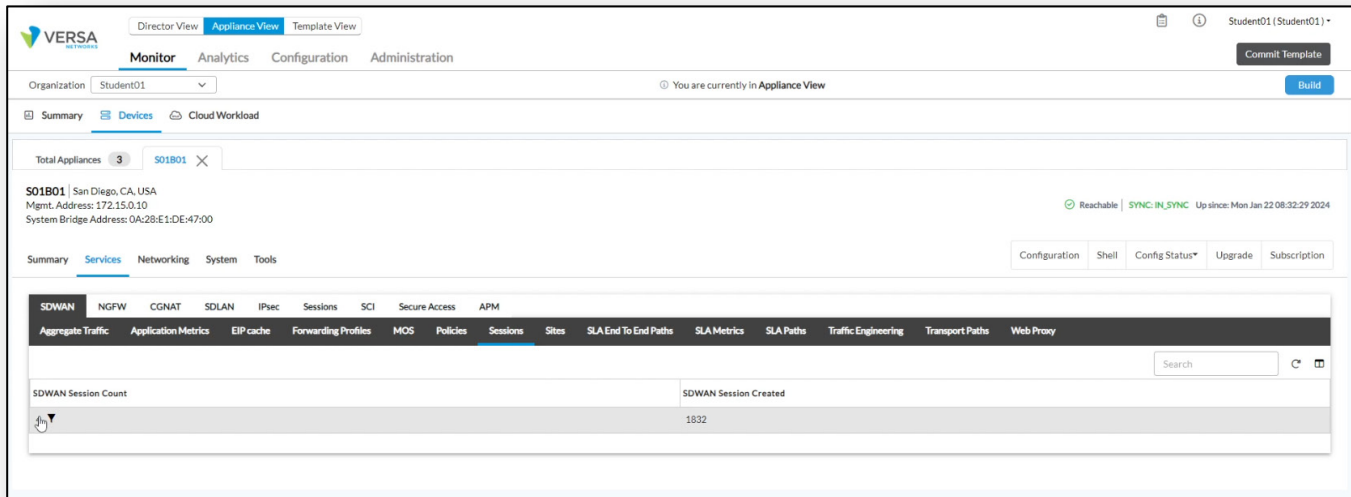 Director View Appliance View Template View Student01 ( Student01 )
VERSA
NETWORKS
Monitor Analytics Configuration Administration Commit Template
Organization Student01 You are currently in Appliance View Build
Summary Devices Cloud Workload
Total Appliances 3 S01B01
S01B01 San Diego, CA, USA
Mgmt. Address: 172.15.0.10
System Bridge Address: 0A:28:E1:DE:47:00
Reachable SYNC: IN_SYNC Up since: Mon Jan 22 08:32:29 2024
Summary Services Networking System Tools Configuration Shell Config Status Upgrade Subscription
SDWAN NGFW CGNAT SDLAN IPsec Sessions SCI Secure Access APM
Aggregate Traffic Application Metrics EIP cache Forwarding Profiles MOS Policies Sessions Sites SLA End To End Paths SLA Metrics SLA Paths Traffic Engineering Transport Paths Web Proxy
Search
SDWAN Session Count SDWAN Session Created
1832